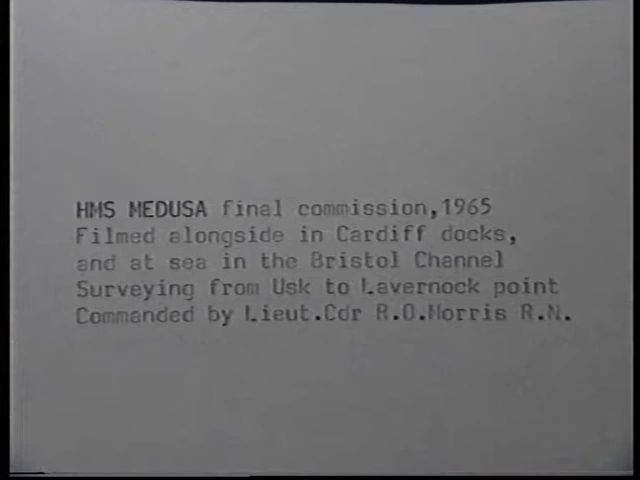 HMS MEDUSA final commission,1965
Filmed alongside in Cardiff docks,
and at sea in the Bristol Channel
Surveying from Usk to Lavernock point
Commanded by Lieut.Cdr R.O.Morris R.N.